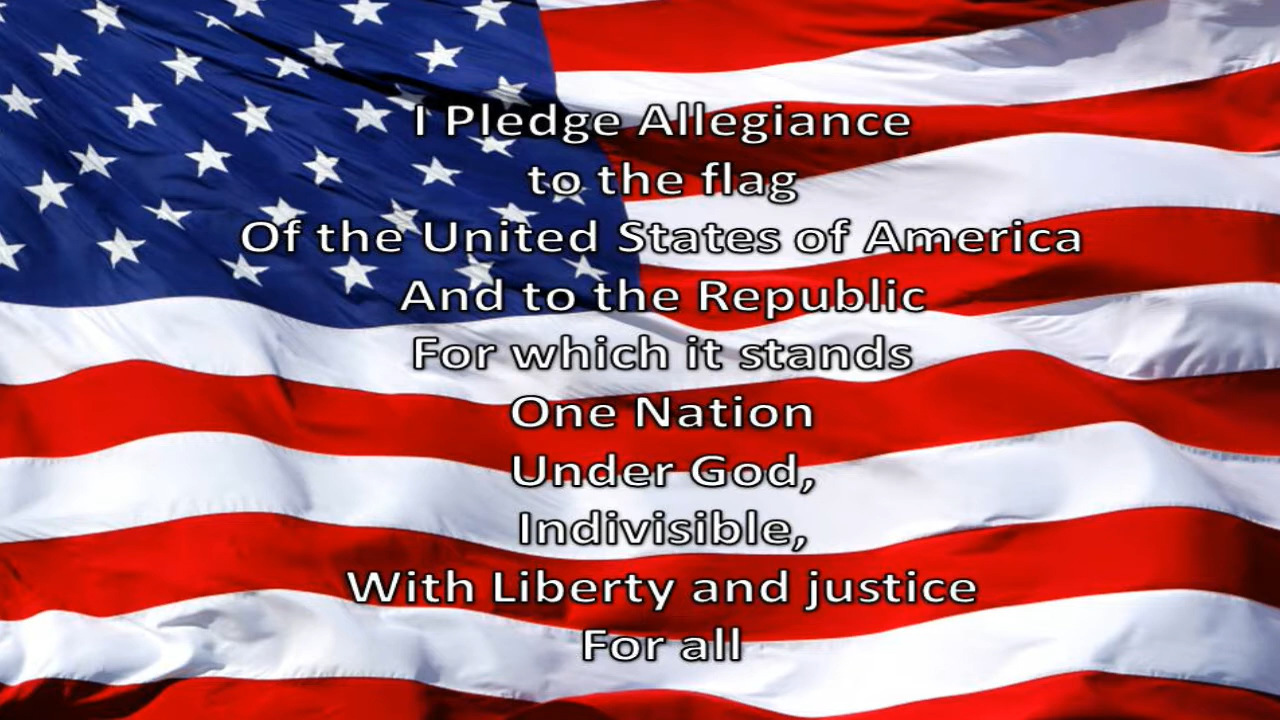 I Pledge Allegiance
to the flag
Of the United States of America
And to the Republic
For which it stands
One Nation
Under God,
Indivisible,
With Liberty and justice
For all